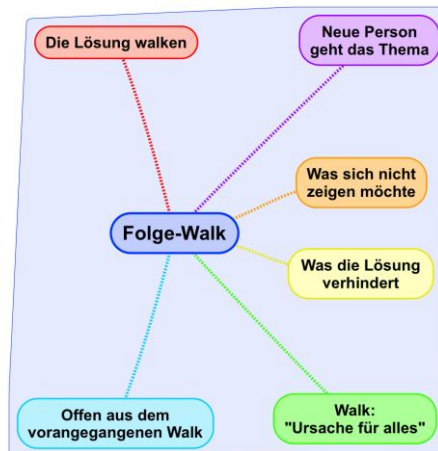 Die Lösung walken
Neue Person
geht das Thema
Was sich nicht
zeigen möchte
Folge-Walk
Was die Lösung
verhindert
Offen aus dem
vorangegangenen Walk
Walk:
"Ursache für alles"